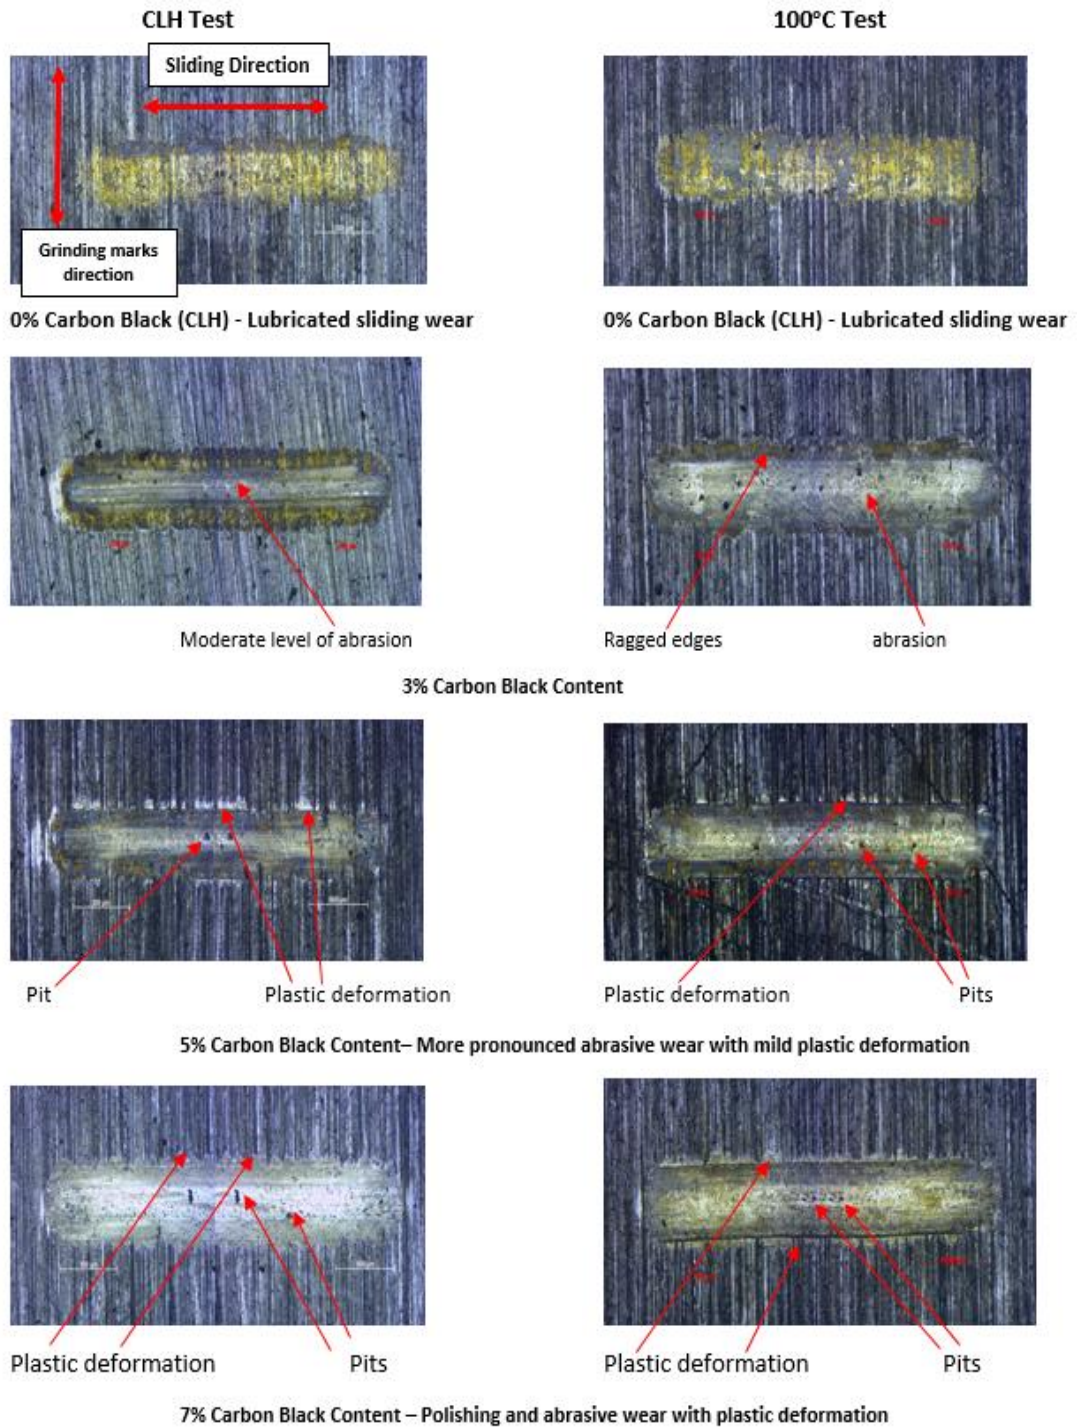 CLH Test
100°C Test
Sliding Direction
Grinding marks
direction
0% Carbon Black (CLH) - Lubricated sliding wear
0% Carbon Black (CLH) - Lubricated sliding wear
Moderate level of abrasion
Ragged edges
abrasion
3% Carbon Black Content
Pit
Plastic deformation
Plastic deformation
Pits
5% Carbon Black Content– More pronounced abrasive wear with mild plastic deformation
Plastic deformation
Pits
Plastic deformation
Pits
7% Carbon Black Content – Polishing and abrasive wear with plastic deformation